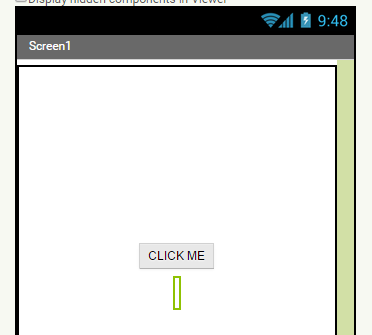 Display hidden components in Viewer
9:48
Screen1
CLICK ME